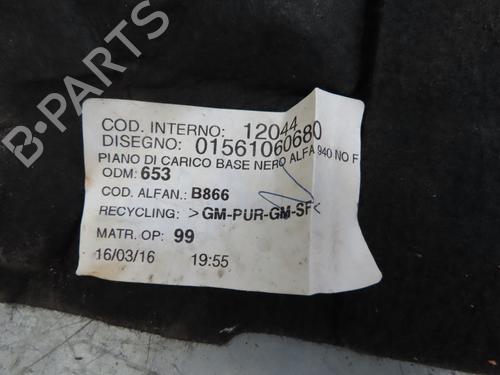 COD. INTERNO: 12044
DISEGNO: 01561060680
PIANO DI CARICO BASE NERO ALFA 940 NO F
ODM: 653
COD. ALFAN.: B866
RECYCLING: >GM-PUR-GM-SF<
MATR. OP: 99
16/03/16 19:55
B-PARTS